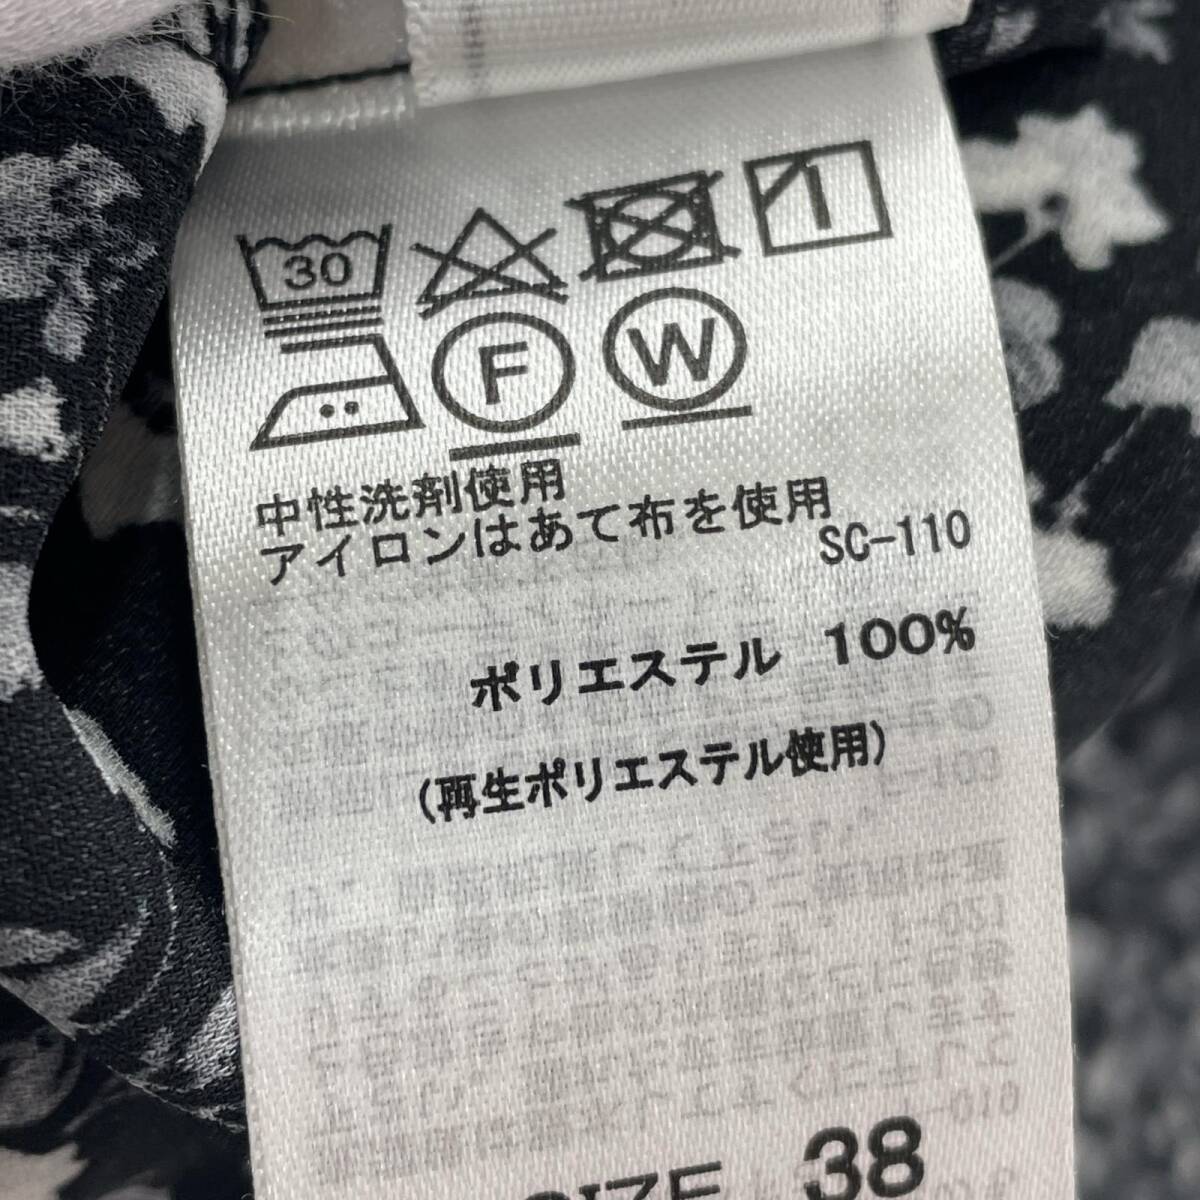 30
F W
中性洗剤使用
アイロンはあて布を使用
SC-110
ポリエステル 100%
(再生ポリエステル使用)
SIZE 38